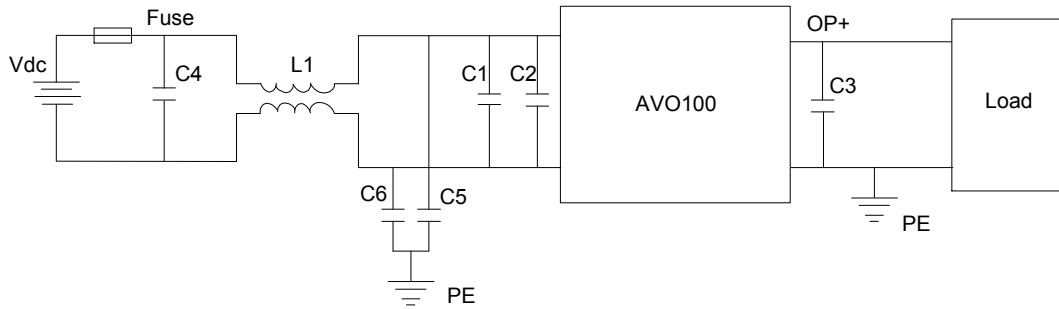 Fuse
OP+
Vdc
C4
L1
C1
C2
C3
AVO100
Load
C6
C5
PE
PE